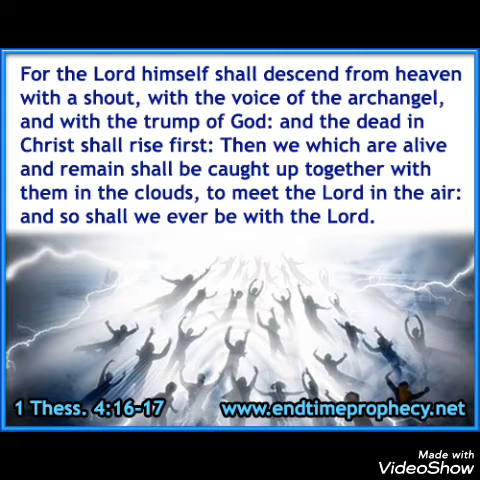 For the Lord himself shall descend from heaven
with a shout, with the voice of the archangel,
and with the trump of God: and the dead in
Christ shall rise first: Then we which are alive
and remain shall be caught up together with
them in the clouds, to meet the Lord in the air:
and so shall we ever be with the Lord.
1 Thess. 4:16-17 www.endtimeprophecy.net
Made with
VideoShow